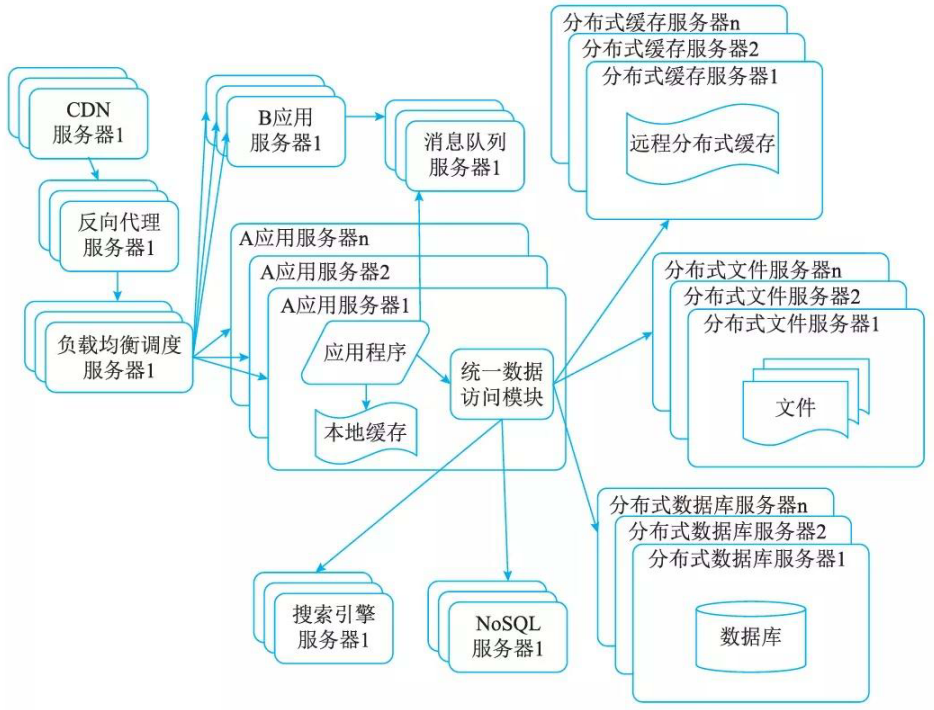 CDN
服务器1
反向代理
服务器1
负载均衡调度
服务器1
B应用
服务器1
消息队列
服务器1
A应用服务器n
A应用服务器2
A应用服务器1
应用程序
本地缓存
统一数据
访问模块
搜索引擎
服务器1
NoSQL
服务器1
分布式缓存服务器n
分布式缓存服务器2
分布式缓存服务器1
远程分布式缓存
分布式文件服务器n
分布式文件服务器2
分布式文件服务器1
文件
分布式数据库服务器n
分布式数据库服务器2
分布式数据库服务器1
数据库